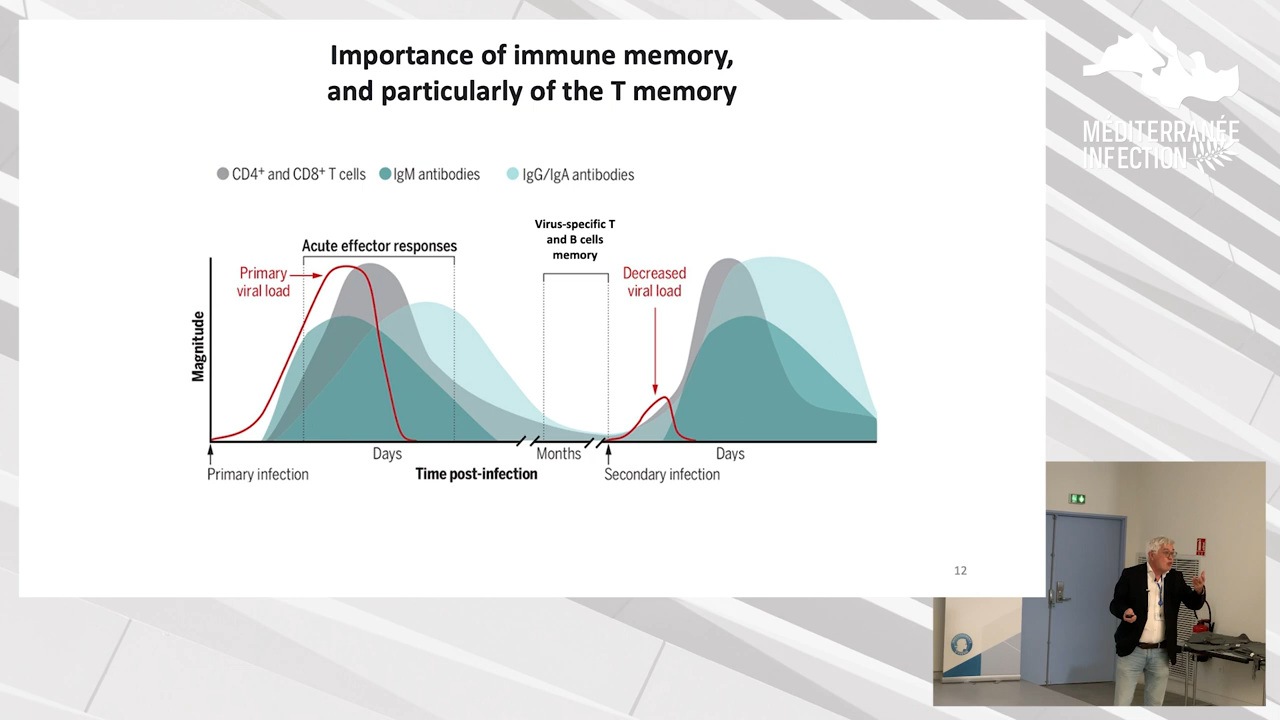 Importance of immune memory,
and particularly of the T memory
CD4+ and CD8+ T cells
IgM antibodies
IgG/IgA antibodies
Virus-specific T
and B cells
memory
Acute effector responses
Primary
viral load
Decreased
viral load
Magnitude
Days
Months
Days
Primary infection
Time post-infection
Secondary infection
12
MÉDITERRANÉE
INFECTION